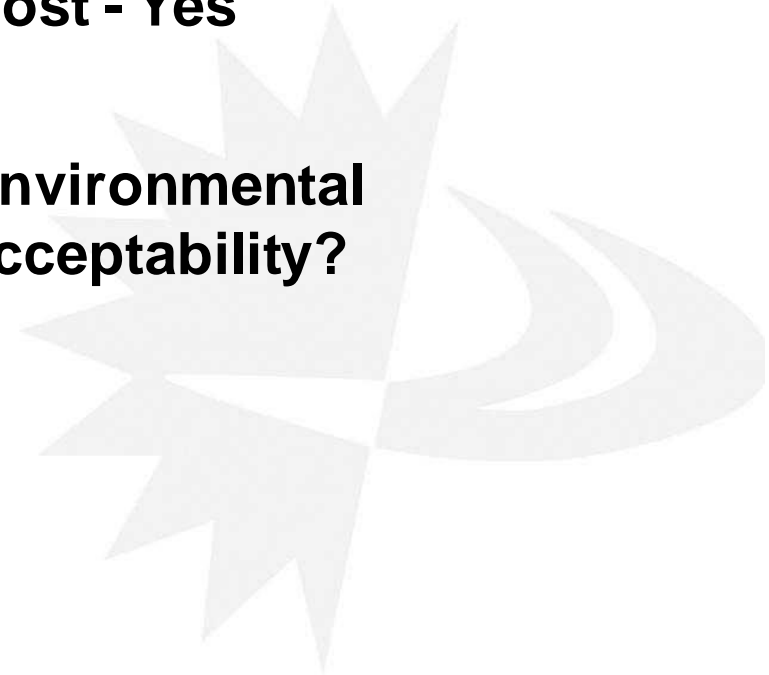 ost - Yes
nvironmental
cceptability?